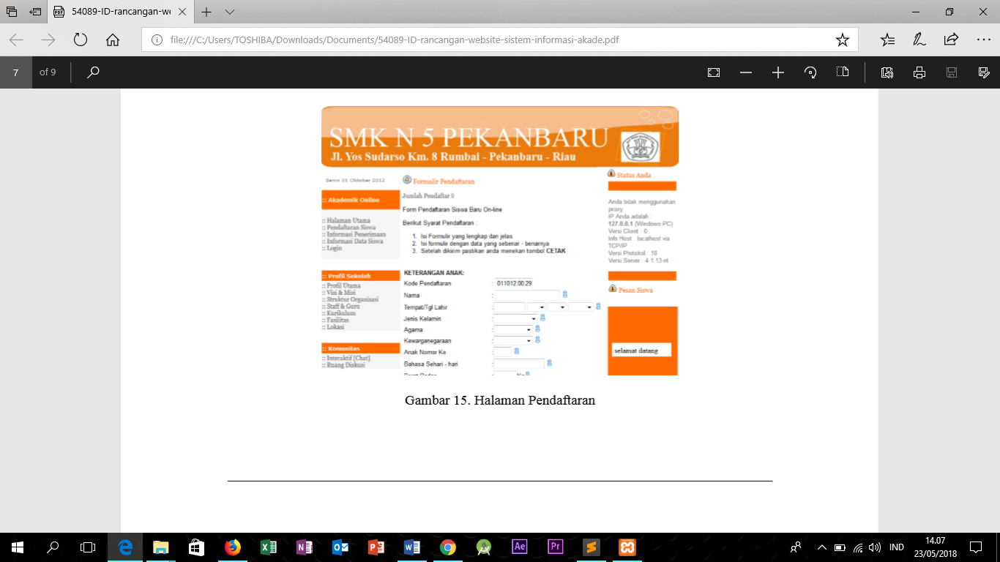 54089-ID-rancangan-we
file:///C:/Users/TOSHIBA/Downloads/Documents/54089-ID-rancangan-website-sistem-informasi-akade.pdf
7 of 9
SMK N 5 PEKANBARU
Jl. Yos Sudarso Km. 8 Rumbai - Pekanbaru - Riau
Senin 01 Oktober 2012
:: Akademik Online
:: Halaman Utama
:: Pendaftaran Siswa
:: Informasi Penerimaan
:: Informasi Data Siswa
:: Login
:: Profil Sekolah
:: Profil Utama
:: Visi & Misi
:: Struktur Organisasi
:: Staff & Guru
:: Kurikulum
:: Fasilitas
:: Lokasi
:: Komunitas
:: Interaktif [Chat]
:: Ruang Diskusi
Formulir Pendaftaran
Jumlah Pendaftar 0
Form Pendaftaran Siswa Baru On-line
Berikut Syarat Pendaftaran :
1. Isi Formulir yang lengkap dan jelas
2. Isi formulir dengan data yang sebenar - benarnya
3. Setelah dikirim pastikan anda menekan tombol CETAK
KETERANGAN ANAK:
Kode Pendaftaran : 011012.00.29
Nama :
Tempat/Tgl Lahir :
Jenis Kelamin :
Agama :
Kewarganegaraan :
Anak Nomor Ke :
Bahasa Sehari - hari :
Status Anda
Anda tidak menggunakan
proxy
IP Anda adalah :
127.0.0.1 (Windows-PC)
Versi Client : 0
Info Host : localhost via
TCP/IP
Versi Protokol : 10
Versi Server : 4.1.13-nt
Pesan Siswa
selamat datang
Gambar 15. Halaman Pendaftaran
Ae
Pr
IND
14.07
23/05/2018